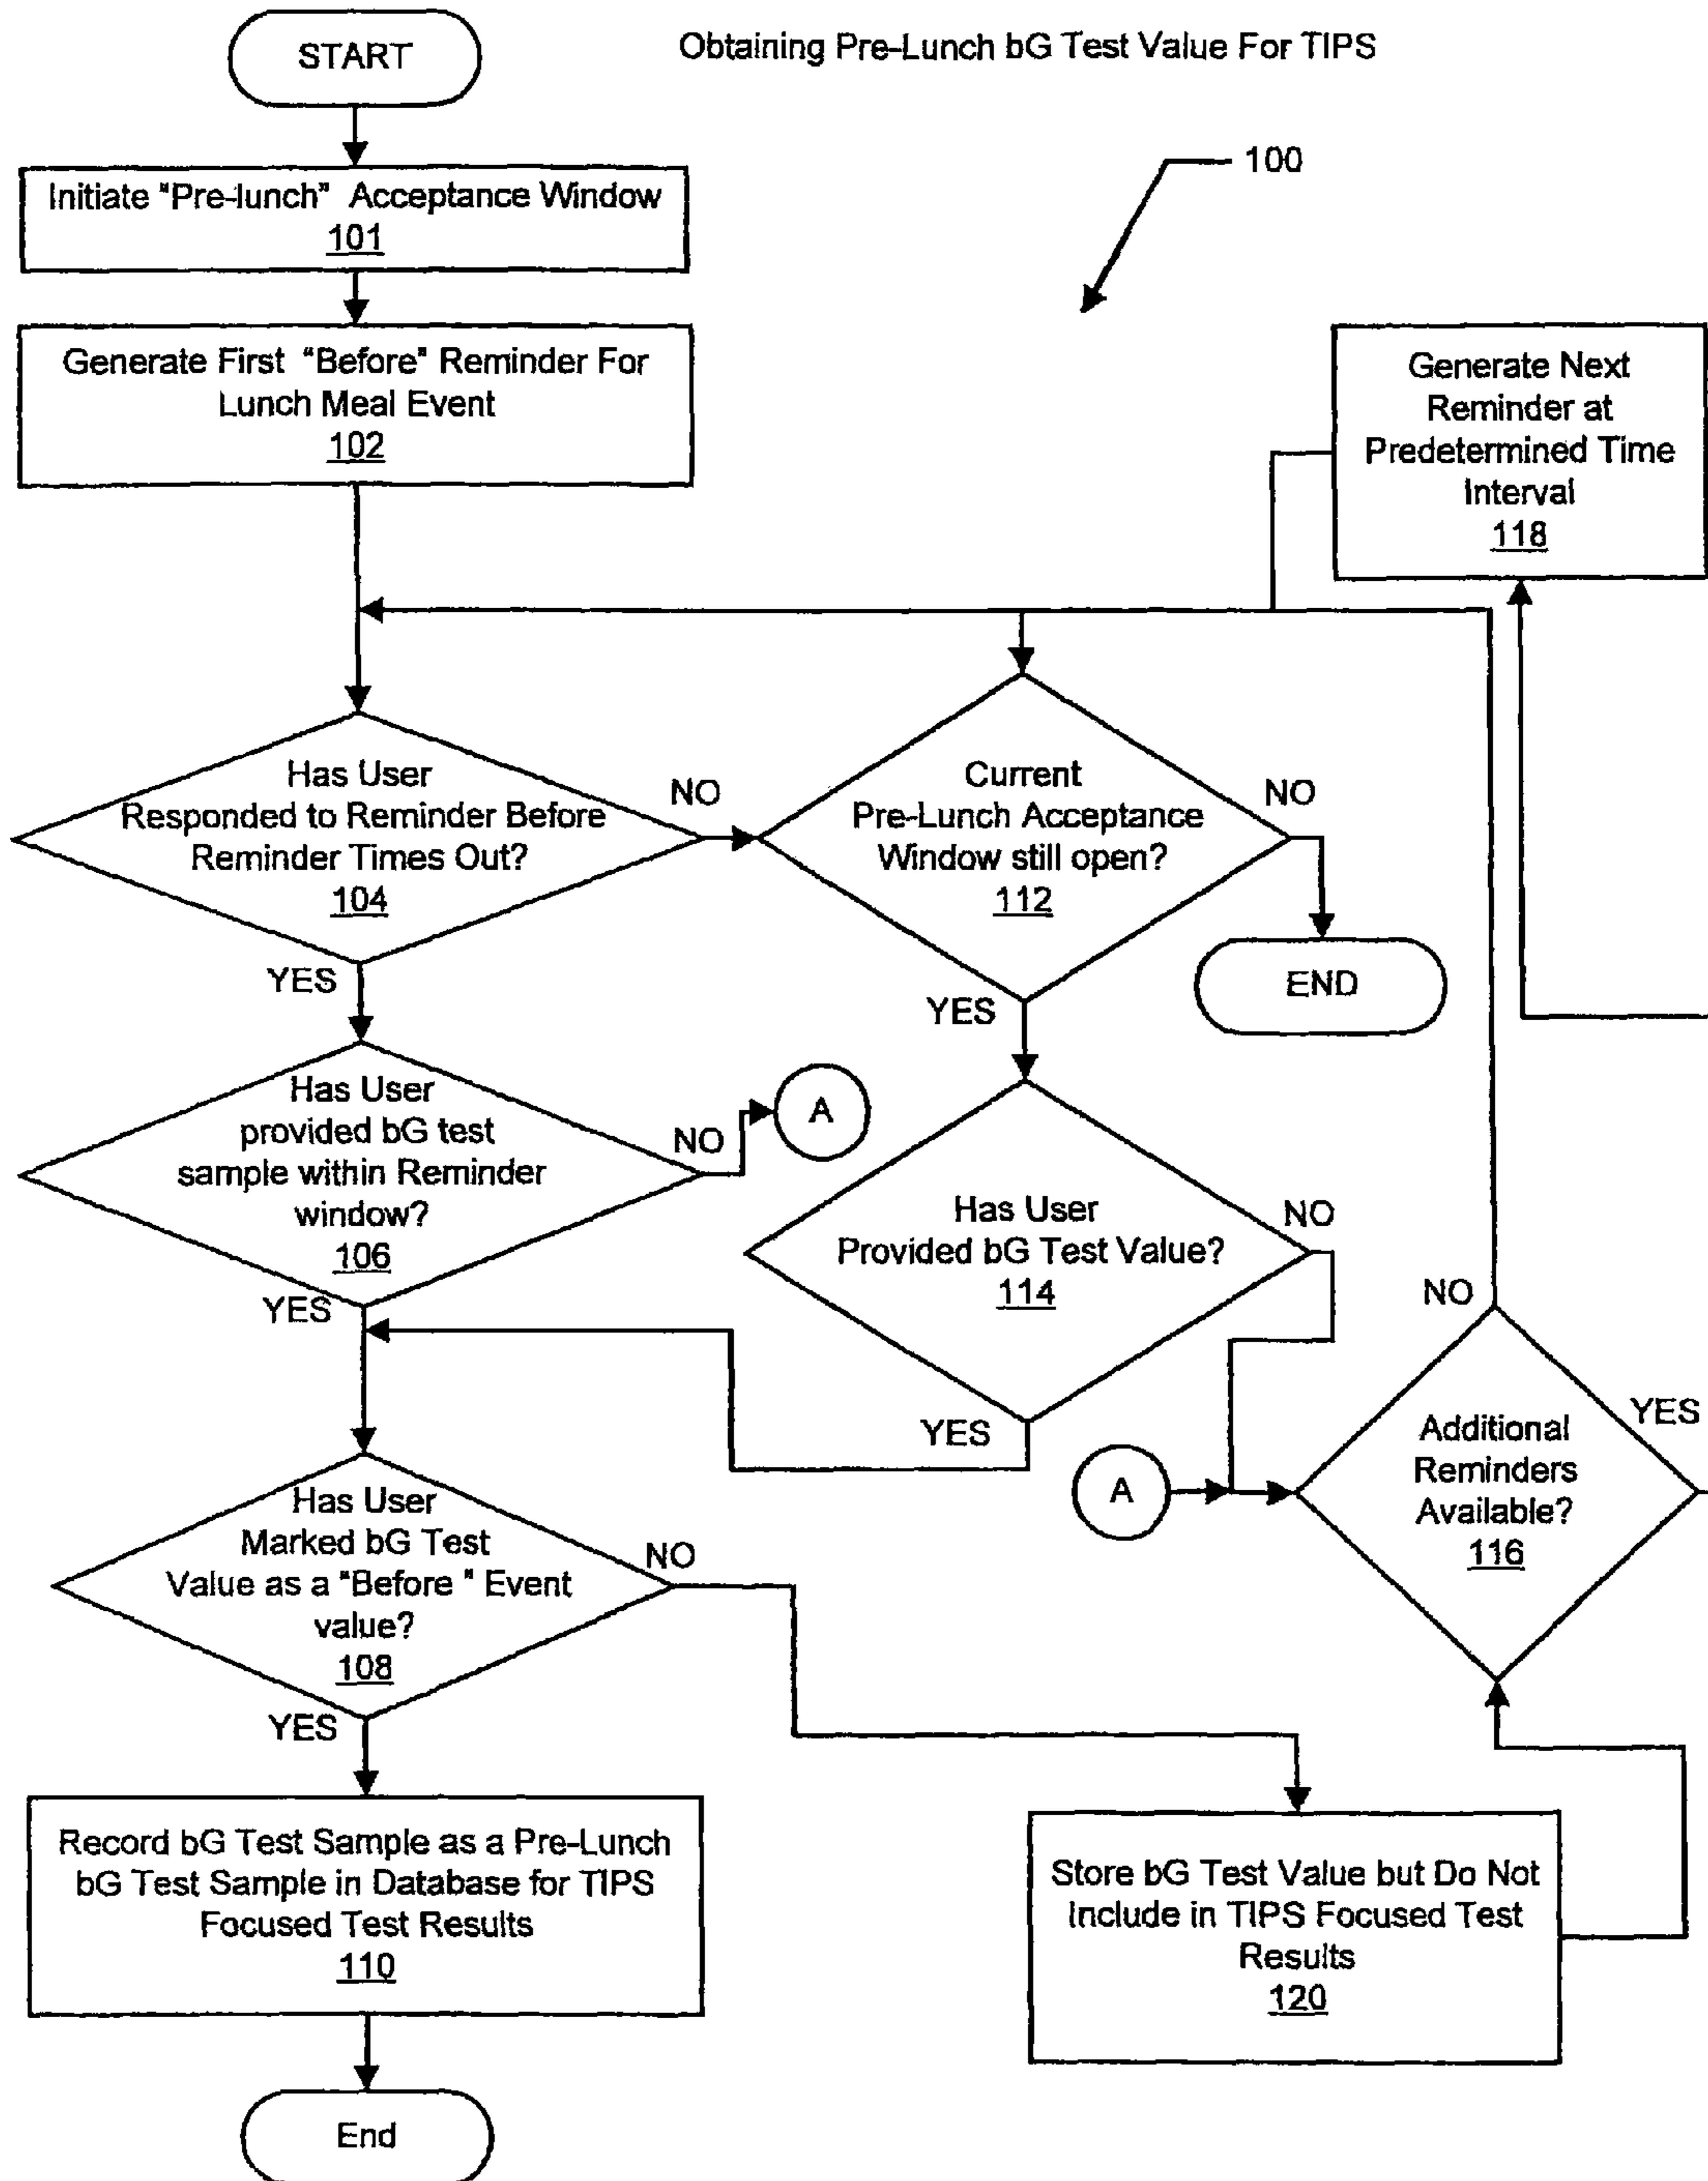 START
Obtaining Pre-Lunch bG Test Value For TIPS
100
Initiate "Pre-lunch" Acceptance Window
101
Generate First "Before" Reminder For
Lunch Meal Event
102
Generate Next
Reminder at
Predetermined Time
Interval
118
Has User
Responded to Reminder Before
Reminder Times Out?
104
NO
YES
Current
Pre-Lunch Acceptance
Window still open?
112
NO
YES
END
Has User
provided bG test
sample within Reminder
window?
106
NO
YES
A
Has User
Provided bG Test Value?
114
NO
YES
A
Additional
Reminders
Available?
116
NO
YES
Has User
Marked bG Test
Value as a "Before " Event
value?
108
NO
YES
Record bG Test Sample as a Pre-Lunch
bG Test Sample in Database for TIPS
Focused Test Results
110
Store bG Test Value but Do Not
Include in TIPS Focused Test
Results
120
End